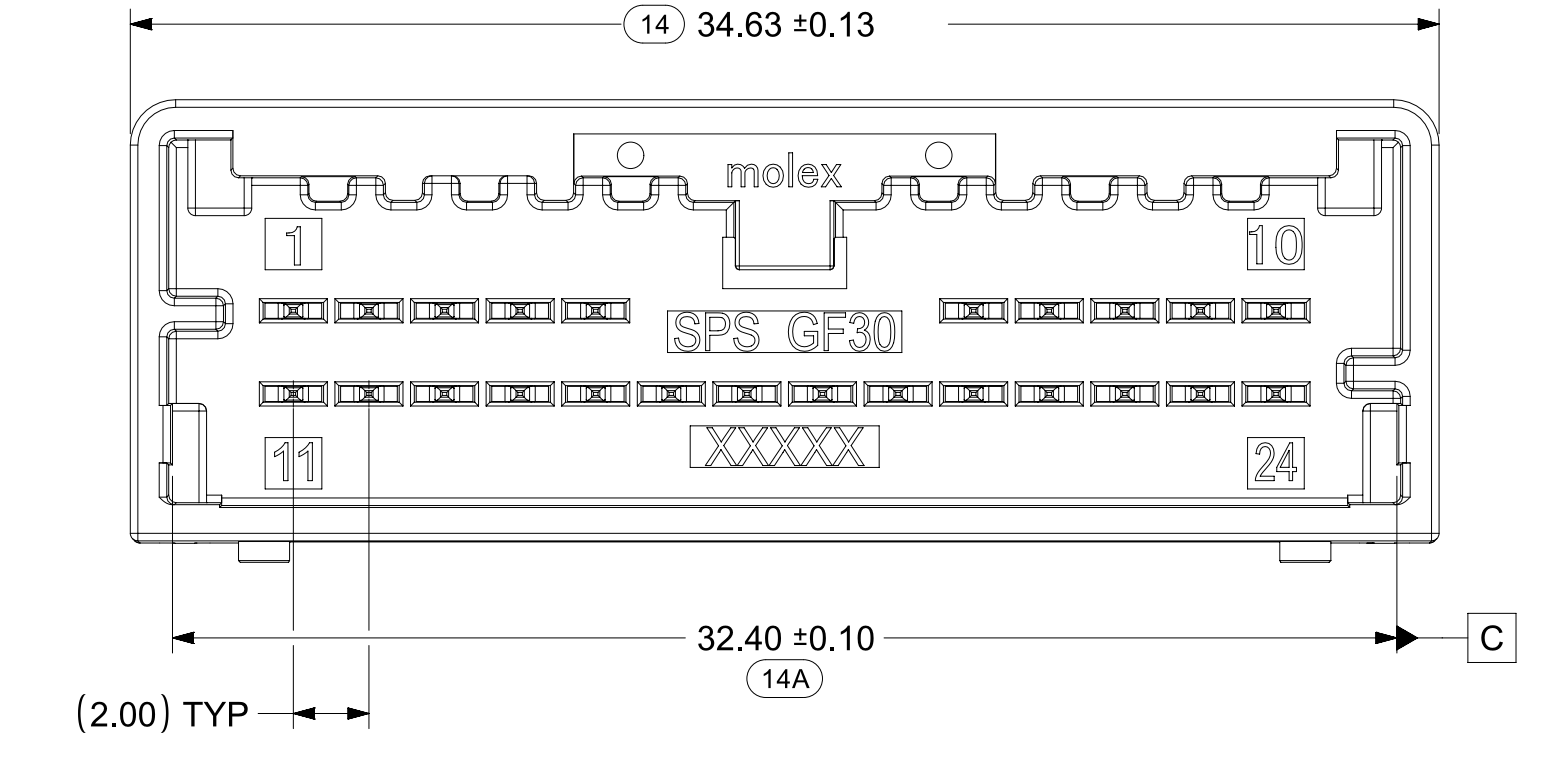 14 34.63 ±0.13
molex
1
10
SPS GF30
XXXXX
11
24
32.40 ±0.10
C
14A
(2.00) TYP